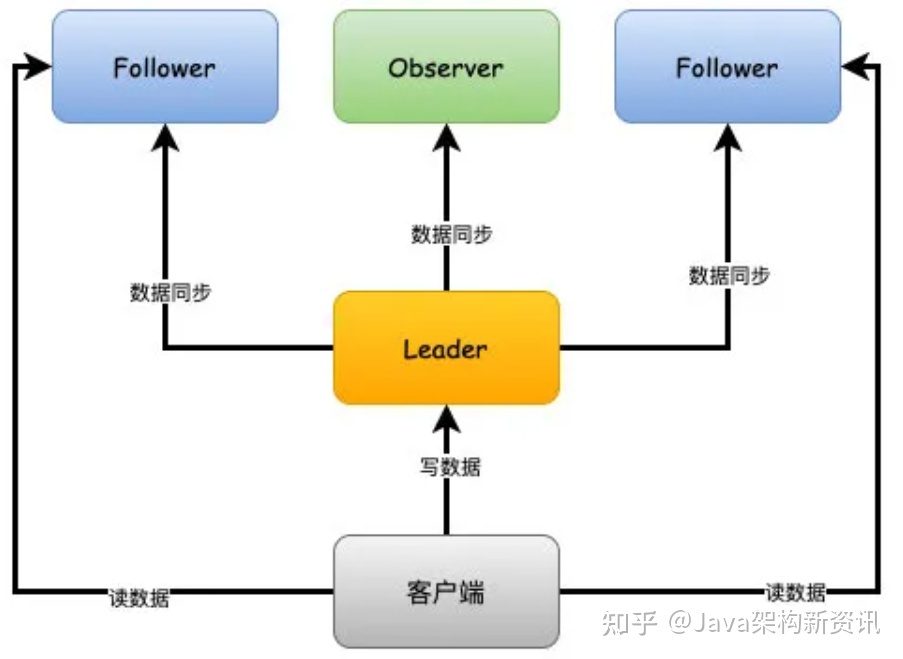 Follower
Observer
Follower
数据同步
数据同步
数据同步
Leader
写数据
客户端
读数据
读数据
知乎 @Java架构新资讯